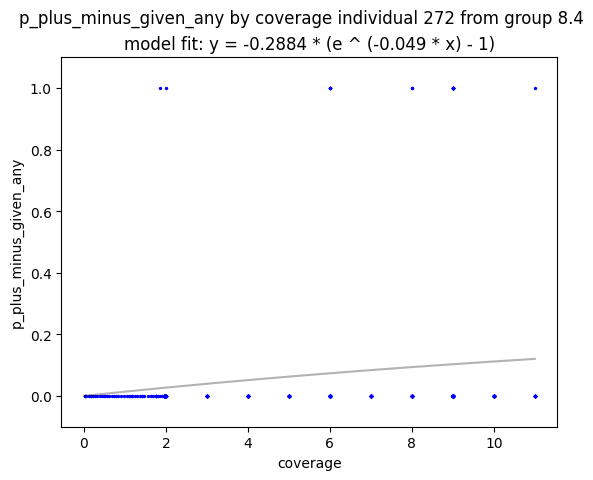 p_plus_minus_given_any by coverage individual 272 from group 8.4
model fit: y = -0.2884 * (e ^ (-0.049 * x) - 1)
1.0
0.8
0.6
0.4
0.2
0.0
p_plus_minus_given_any
0 2 4 6 8 10
coverage